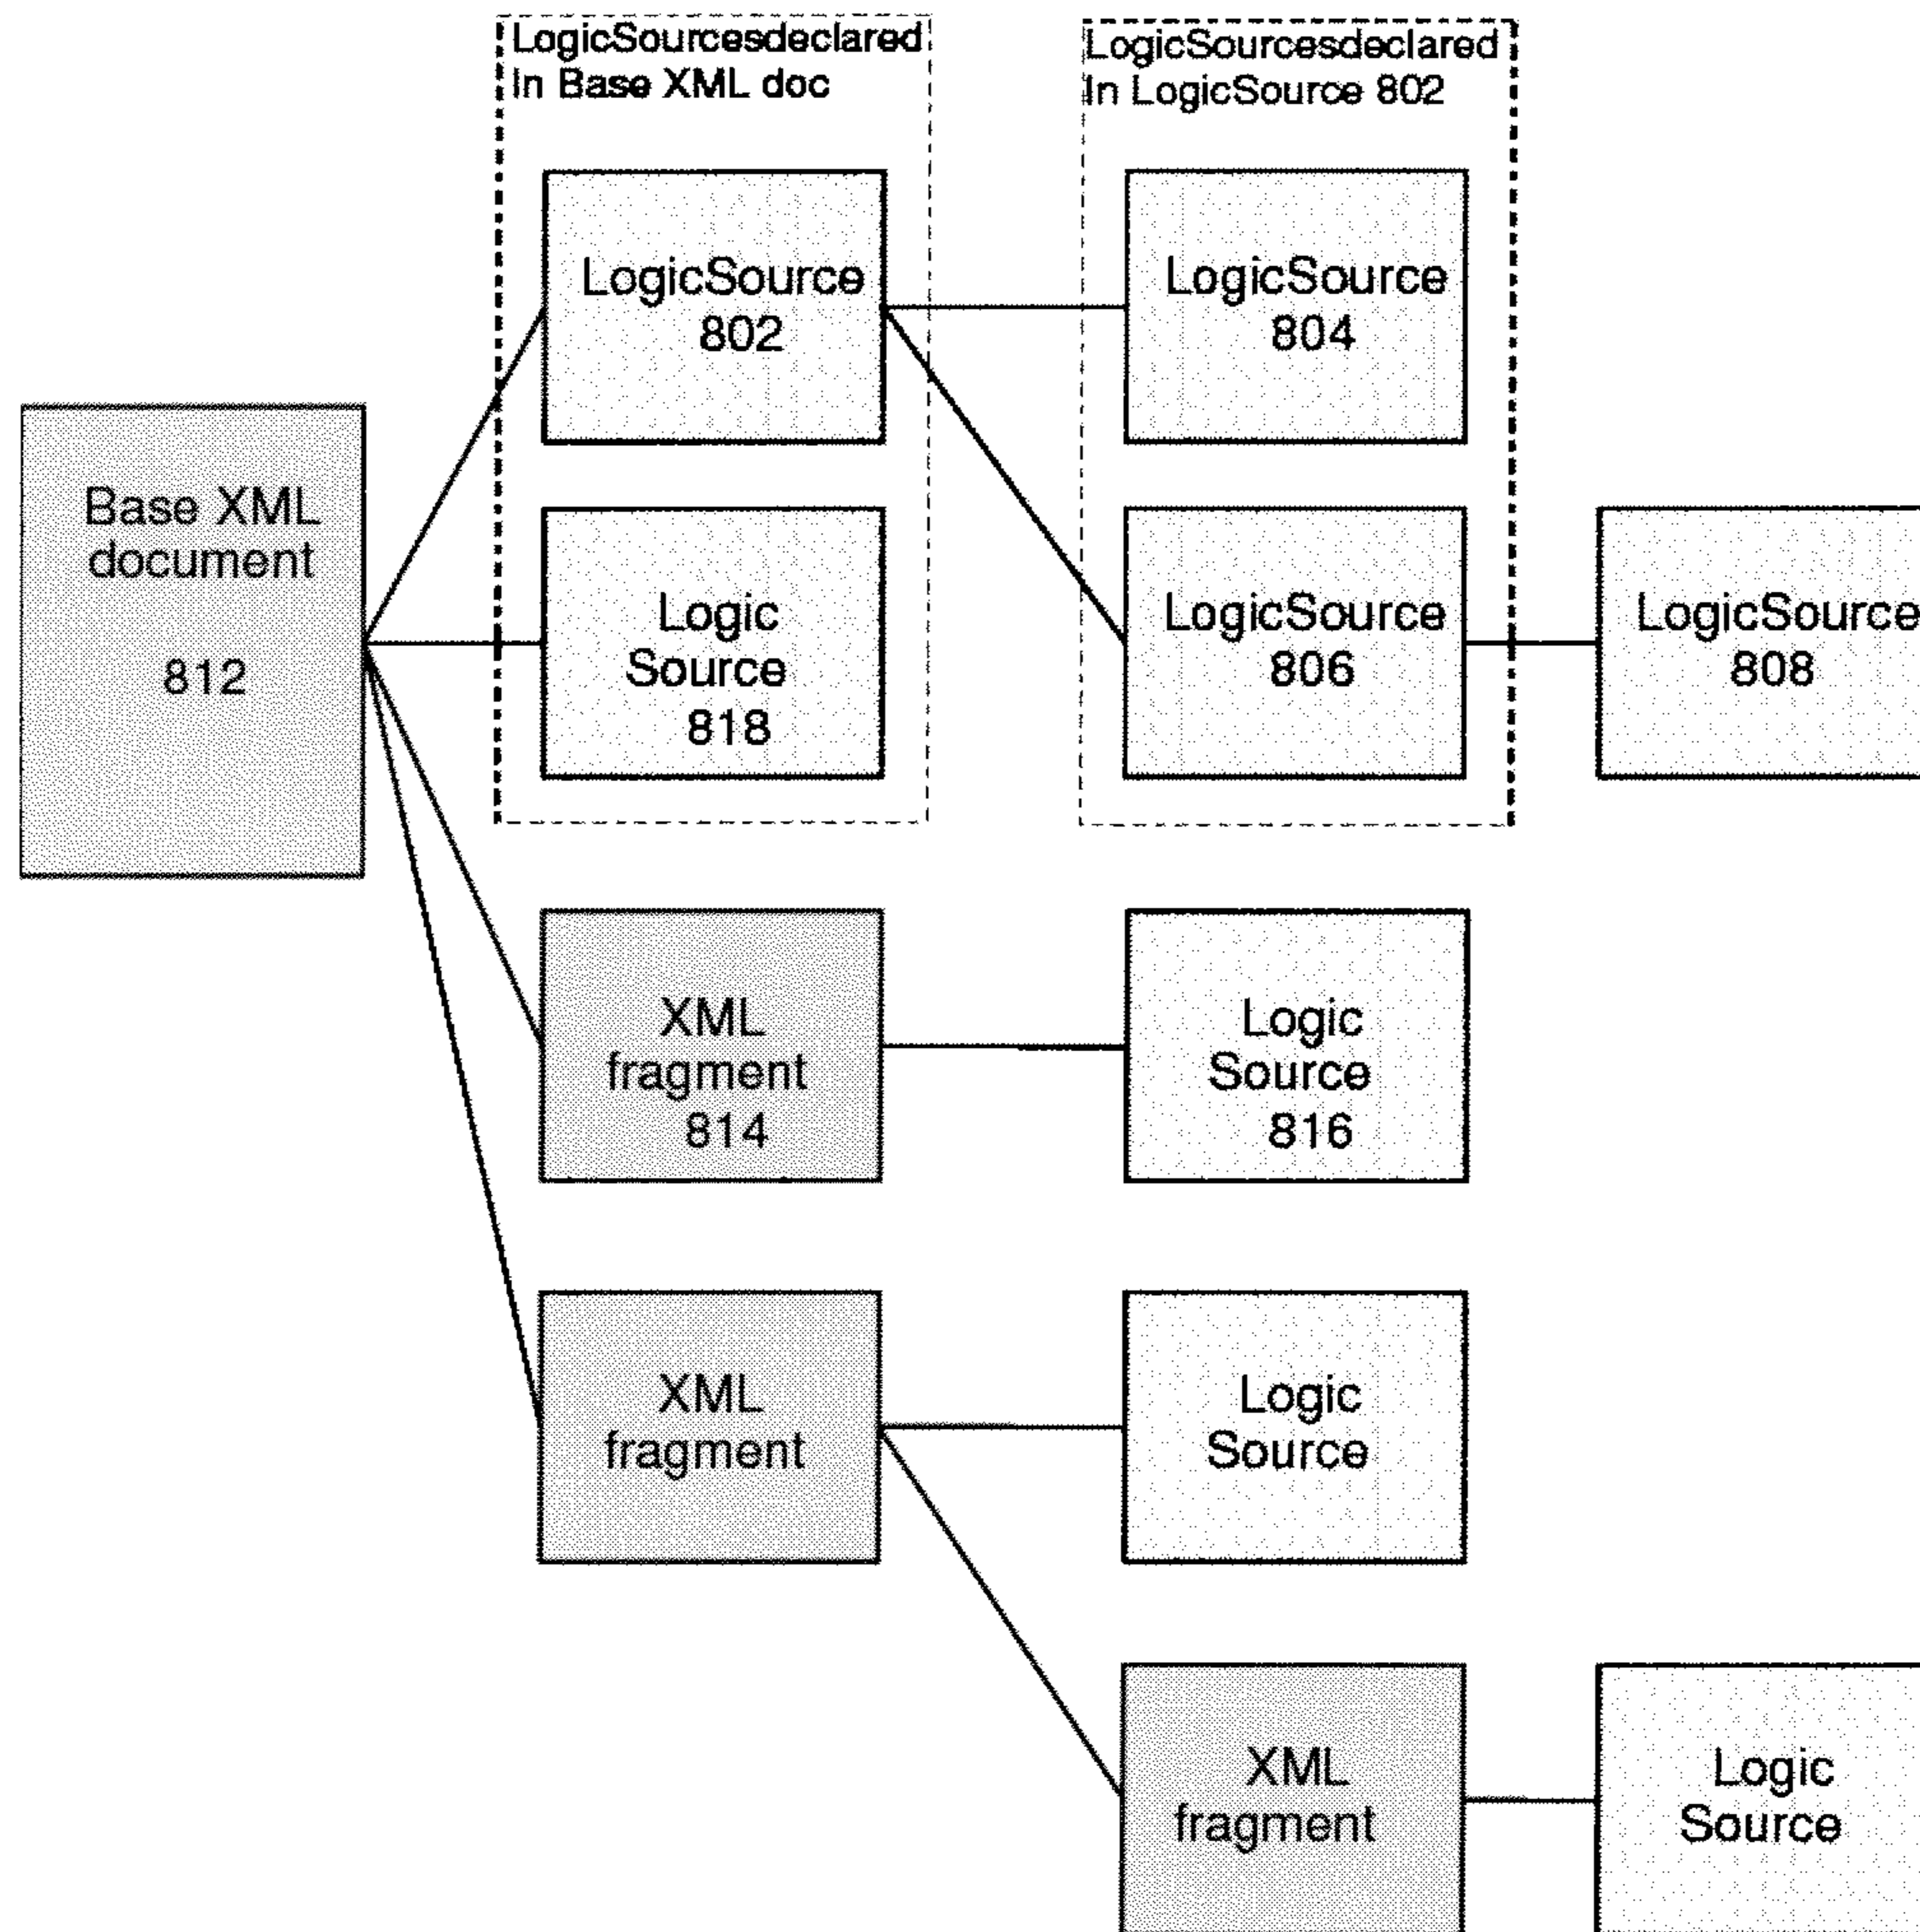 LogicSourcesdeclared
In Base XML doc
LogicSourcesdeclared
In LogicSource 802
LogicSource
802
LogicSource
804
Base XML
document
812
Logic
Source
818
LogicSource
806
LogicSource
808
XML
fragment
814
Logic
Source
816
XML
fragment
Logic
Source
XML
fragment
Logic
Source